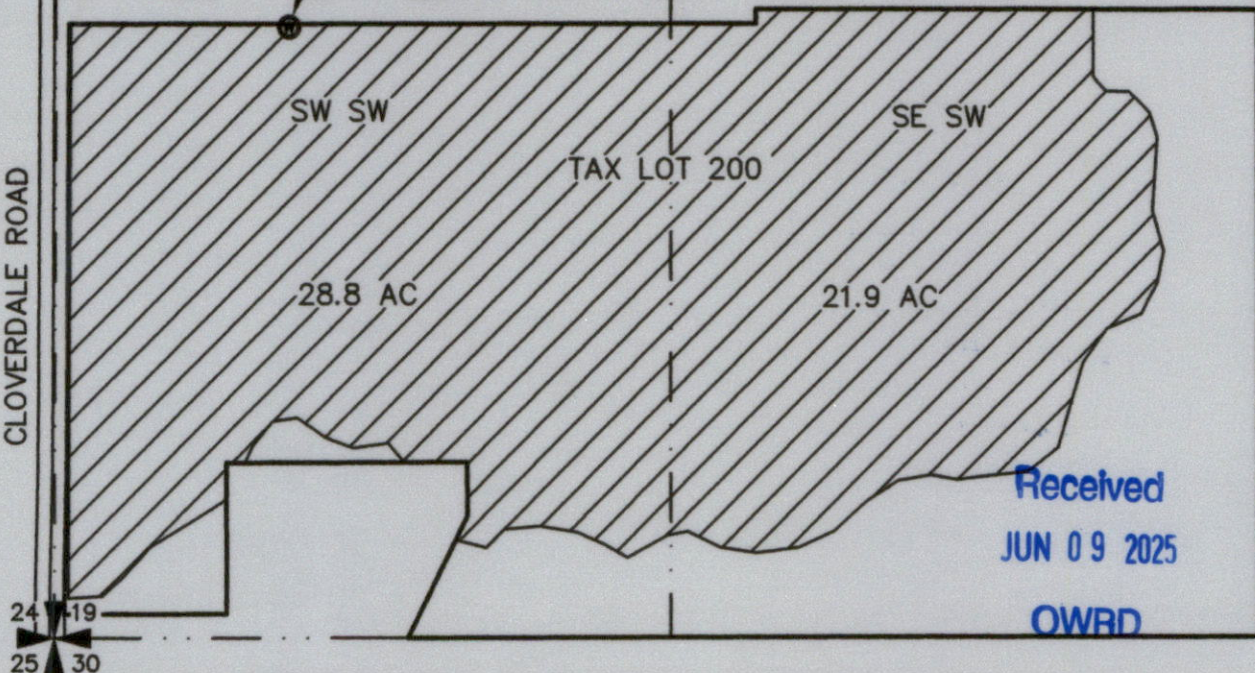 SW SW
SE SW
TAX LOT 200
CLOVERDALE ROAD
28.8 AC
21.9 AC
Received
JUN 09 2025
OWRD
24 19
25 30